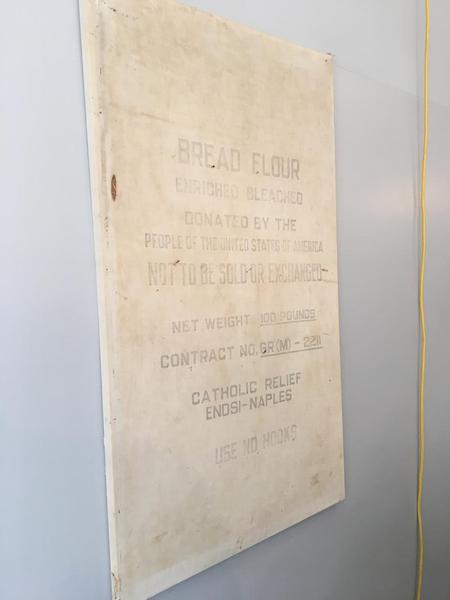 BREAD FLOUR
ENRICHED BLEACHED
DONATED BY THE
PEOPLE OF THE UNITED STATES OF AMERICA
NOT TO BE SOLD OR EXCHANGED
NET WEIGHT 100 POUNDS
CONTRACT NO. GR(M) - 2211
CATHOLIC RELIEF
ENDSI-NAPLES
USE NO HOOKS